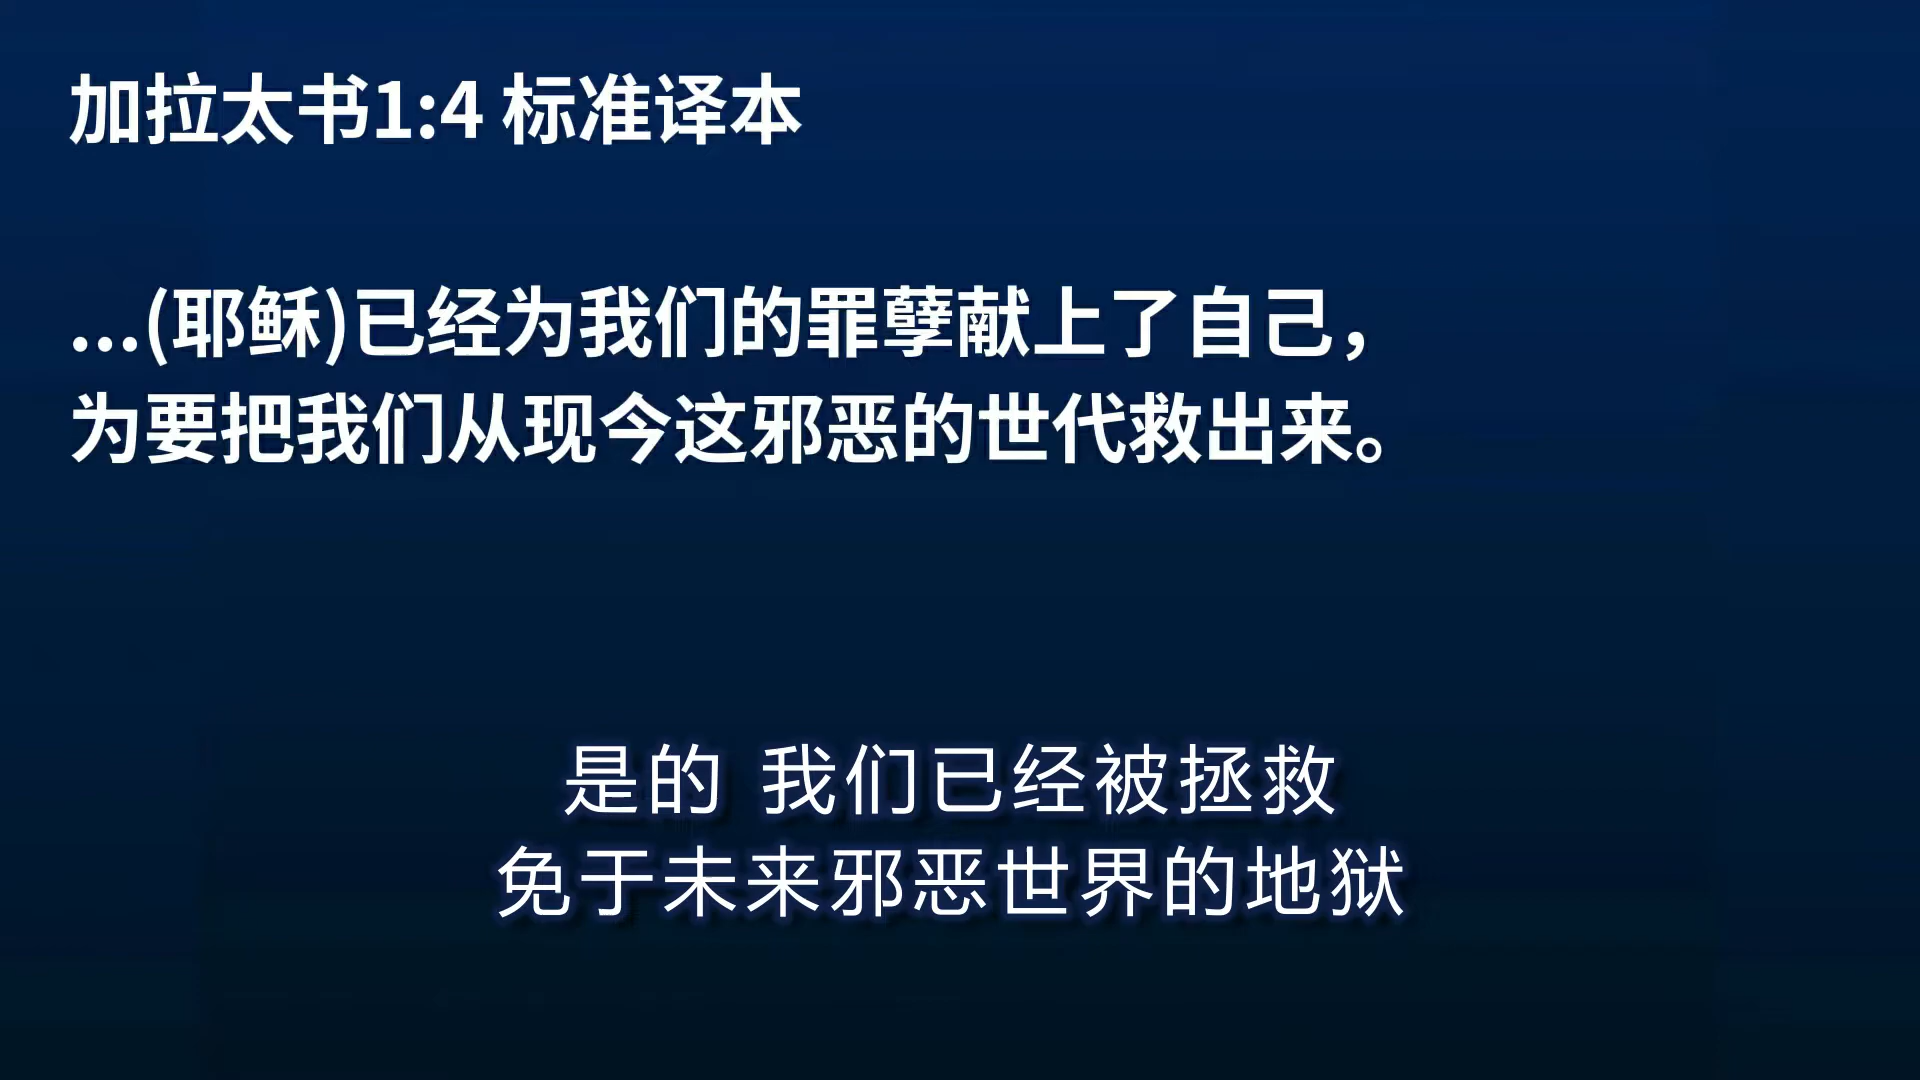 加拉太书1:4 标准译本
...(耶稣)已经为我们的罪孽献上了自己，
为要把我们从现今这邪恶的世代救出来。
是的 我们已经被拯救
免于未来邪恶世界的地狱